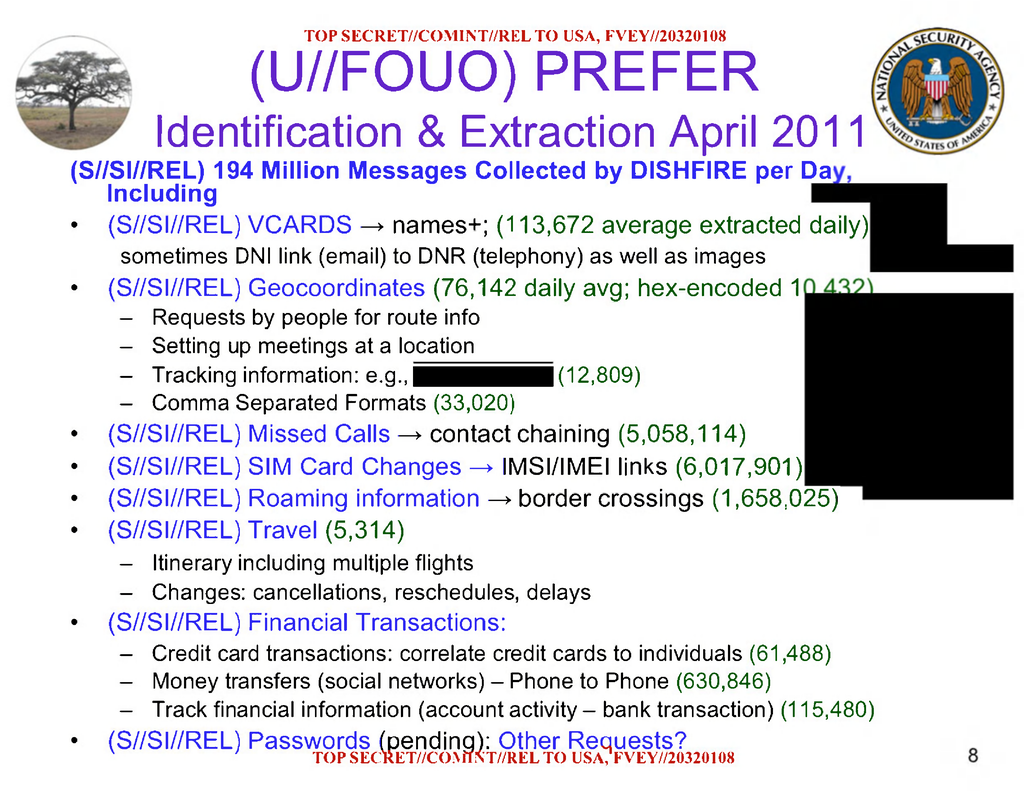 TOP SECRET//COMINT//REL TO USA, FVEY//20320108
(U//FOUO) PREFER
Identification & Extraction April 2011
NATIONAL SECURITY AGENCY
UNITED STATES OF AMERICA
(S//SI//REL) 194 Million Messages Collected by DISHFIRE per Day,
Including
• (S//SI//REL) VCARDS → names+; (113,672 average extracted daily)
sometimes DNI link (email) to DNR (telephony) as well as images
• (S//SI//REL) Geocoordinates (76,142 daily avg; hex-encoded 10,432)
– Requests by people for route info
– Setting up meetings at a location
– Tracking information: e.g., (12,809)
– Comma Separated Formats (33,020)
• (S//SI//REL) Missed Calls → contact chaining (5,058,114)
• (S//SI//REL) SIM Card Changes → IMSI/IMEI links (6,017,901)
• (S//SI//REL) Roaming information → border crossings (1,658,025)
• (S//SI//REL) Travel (5,314)
– Itinerary including multiple flights
– Changes: cancellations, reschedules, delays
• (S//SI//REL) Financial Transactions:
– Credit card transactions: correlate credit cards to individuals (61,488)
– Money transfers (social networks) – Phone to Phone (630,846)
– Track financial information (account activity – bank transaction) (115,480)
• (S//SI//REL) Passwords (pending): Other Requests?
TOP SECRET//COMINT//REL TO USA, FVEY//20320108
8